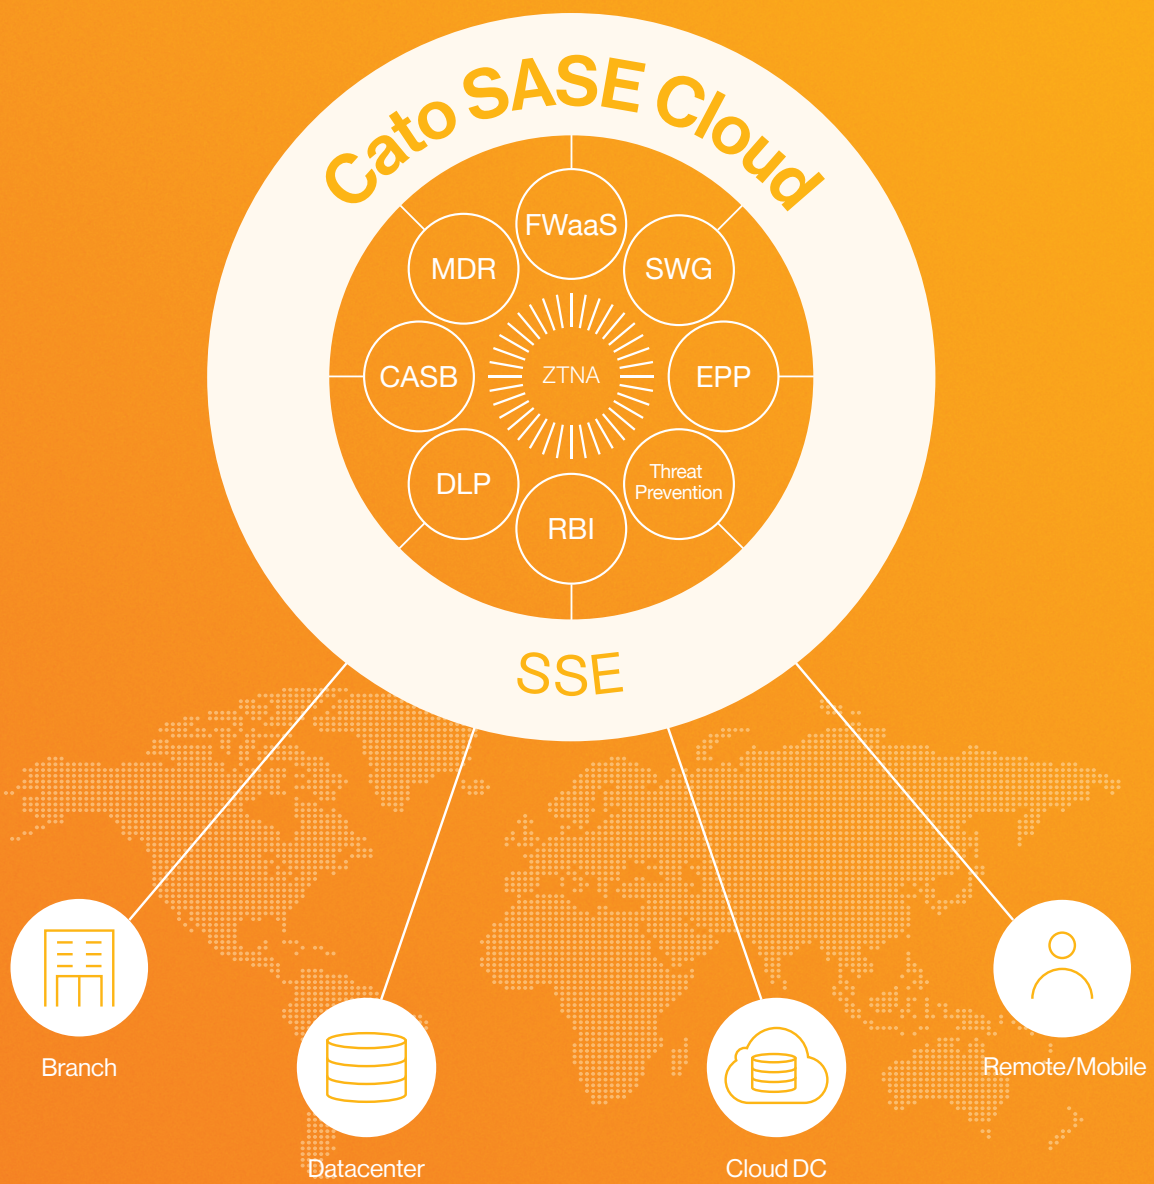 Cato SASE Cloud
FWaaS
MDR
SWG
CASB
ZTNA
EPP
DLP
Threat
Prevention
RBI
SSE
Branch
Remote/Mobile
Datacenter
Cloud DC